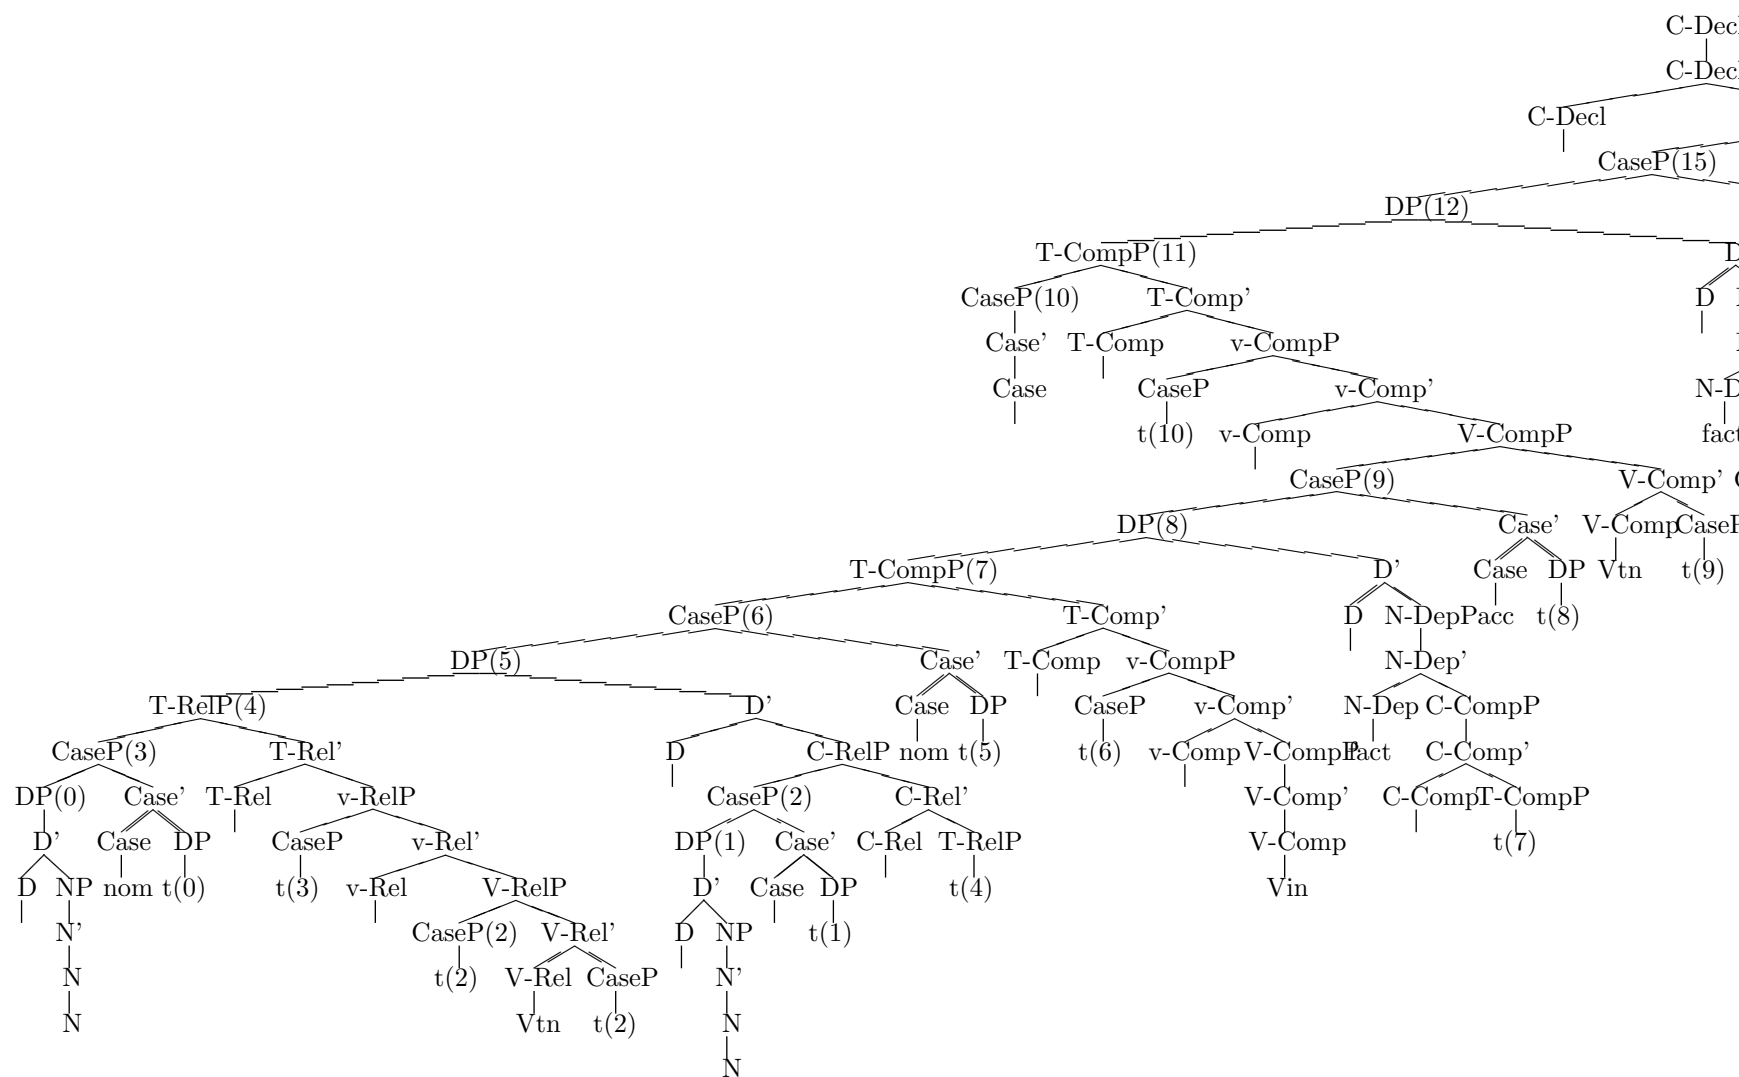 C-Decl
C-Decl
C-Decl
CaseP(15)
DP(12)
T-CompP(11) D
CaseP(10) T-Comp' D
Case' T-Comp v-CompP
Case CaseP v-Comp' N-D
t(10) v-Comp V-CompP fact
CaseP(9) V-Comp' C
DP(8) Case' V-Comp CaseP
T-CompP(7) D' Case DP Vtn t(9)
CaseP(6) T-Comp' D N-DepP acc t(8)
DP(5) Case' T-Comp v-CompP N-Dep'
T-RelP(4) D' Case DP CaseP v-Comp' N-Dep C-CompP
CaseP(3) T-Rel' D C-RelP nom t(5) t(6) v-Comp V-CompP fact C-Comp'
DP(0) Case' T-Rel v-RelP CaseP(2) C-Rel' V-Comp' C-Comp T-CompP
D' Case DP CaseP v-Rel' DP(1) Case' C-Rel T-RelP V-Comp t(7)
D NP nom t(0) t(3) v-Rel V-RelP D' Case DP t(4) Vin
N' CaseP(2) V-Rel' D NP t(1)
N t(2) V-Rel CaseP N'
N Vtn t(2) N
N